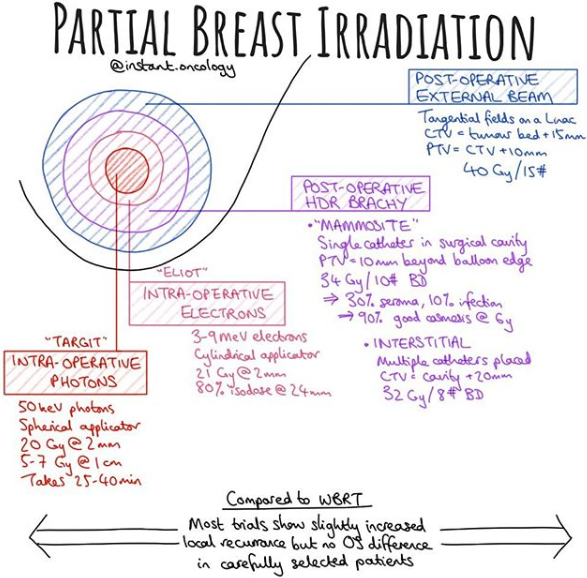 PARTIAL BREAST IRRADIATION
@instant.oncology
POST-OPERATIVE
EXTERNAL BEAM
Tangential fields on a Linac
CTV = tumour bed + 15mm
PTV = CTV + 10mm
40 Gy/15#
POST-OPERATIVE
HDR BRACHY
• "MAMMOSITE"
Single catheter in surgical cavity
PTV = 10mm beyond balloon edge
34 Gy/10# BD
⇒ 30% seroma, 10% infection
→ 90% good cosmesis @ 6y
• INTERSTITIAL
Multiple catheters placed
CTV = cavity + 20mm
32 Gy/8# BD
"ELIOT"
INTRA-OPERATIVE
ELECTRONS
3-9 MeV electrons
Cylindrical applicator
21 Gy @ 2mm
80% isodose @ 24mm
"TARGIT"
INTRA-OPERATIVE
PHOTONS
50 keV photons
Spherical applicator
20 Gy @ 2mm
5-7 Gy @ 1cm
Takes 25-40min
Compared to WBRT
Most trials show slightly increased
local recurrance but no OS difference
in carefully selected patients